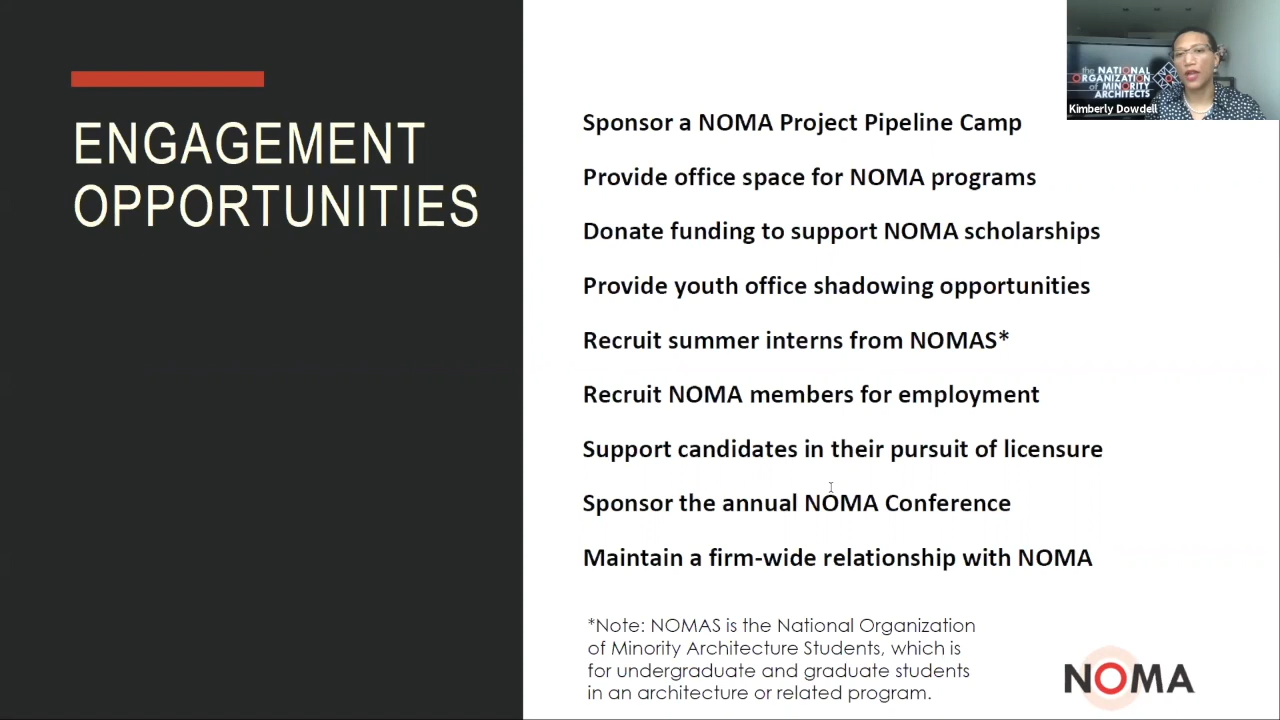 ENGAGEMENT
OPPORTUNITIES
Sponsor a NOMA Project Pipeline Camp
Provide office space for NOMA programs
Donate funding to support NOMA scholarships
Provide youth office shadowing opportunities
Recruit summer interns from NOMAS*
Recruit NOMA members for employment
Support candidates in their pursuit of licensure
Sponsor the annual NOMA Conference
Maintain a firm-wide relationship with NOMA
*Note: NOMAS is the National Organization
of Minority Architecture Students, which is
for undergraduate and graduate students
in an architecture or related program.
NOMA
the NATIONAL
ORGANIZATION
of MINORITY
ARCHITECTS
Kimberly Dowdell